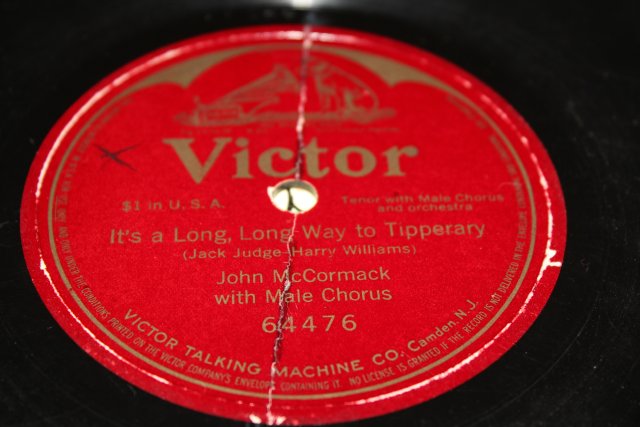 Victor
$1 in U.S.A.
Tenor with Male Chorus
and orchestra
It's a Long, Long Way to Tipperary
(Jack Judge-Harry Williams)
John McCormack
with Male Chorus
64476
VICTOR TALKING MACHINE CO. Camden, N.J.
PRINTED ON THE VICTOR COMPANY'S ENVELOPE CONTAINING IT. NO LICENSE IS GRANTED IF THE RECORD IS NOT DELIVERED IN THE ENVELOPE